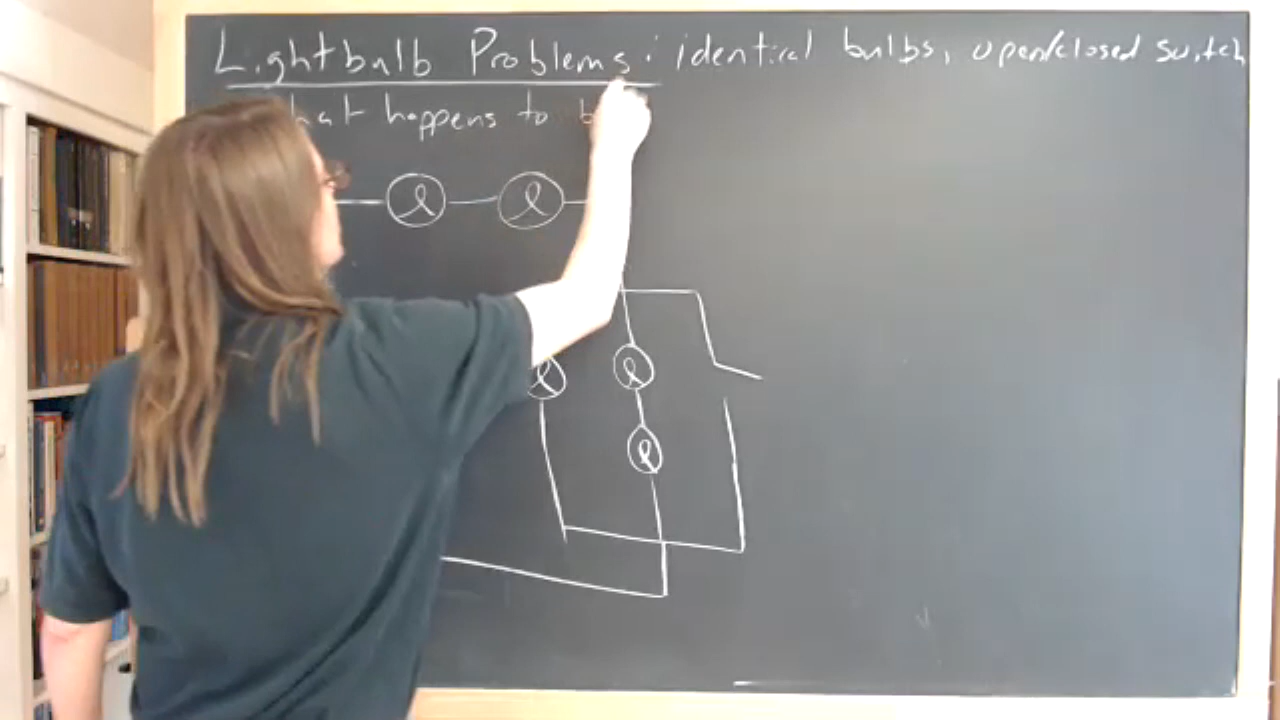 Lightbulb Problems: identical bulbs, open/closed switch
hat happens to b